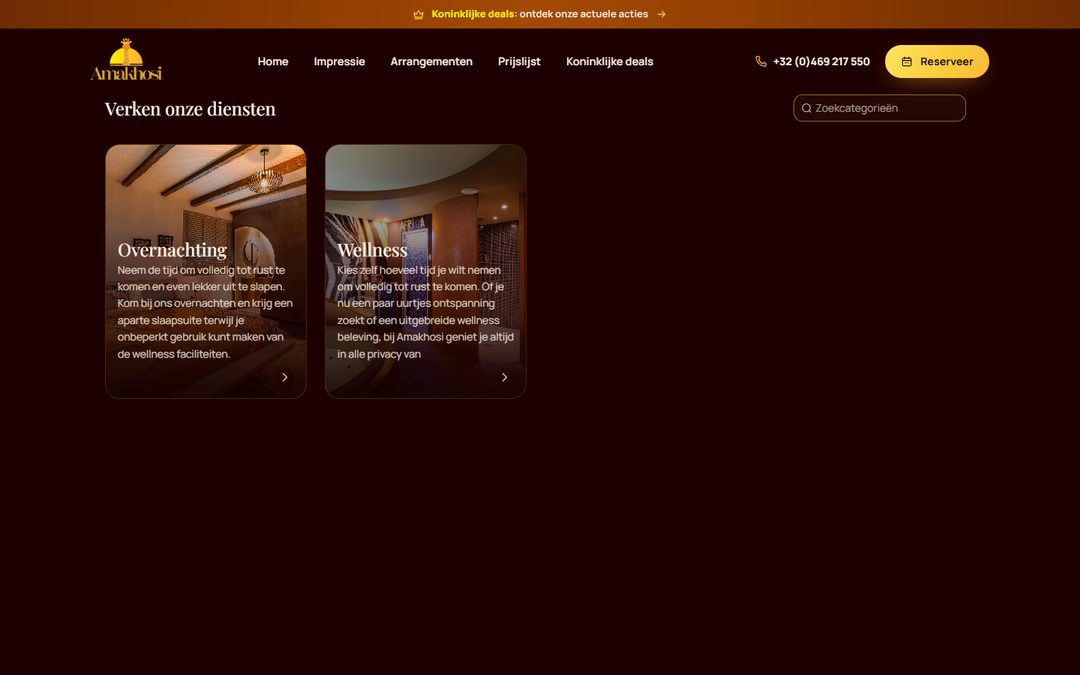 Koninklijke deals: ontdek onze actuele acties
Amakhosi
Home
Impressie
Arrangementen
Prijslijst
Koninklijke deals
+32 (0)469 217 550
Reserveer
Verken onze diensten
Zoekcategorieën
Overnachting
Neem de tijd om volledig tot rust te
komen en even lekker uit te slapen.
Kom bij ons overnachten en krijg een
aparte slaapsuite terwijl je
onbeperkt gebruik kunt maken van
de wellness faciliteiten.
Wellness
Kies zelf hoeveel tijd je wilt nemen
om volledig tot rust te komen. Of je
nu een paar uurtjes ontspanning
zoekt of een uitgebreide wellness
beleving, bij Amakhosi geniet je altijd
in alle privacy van